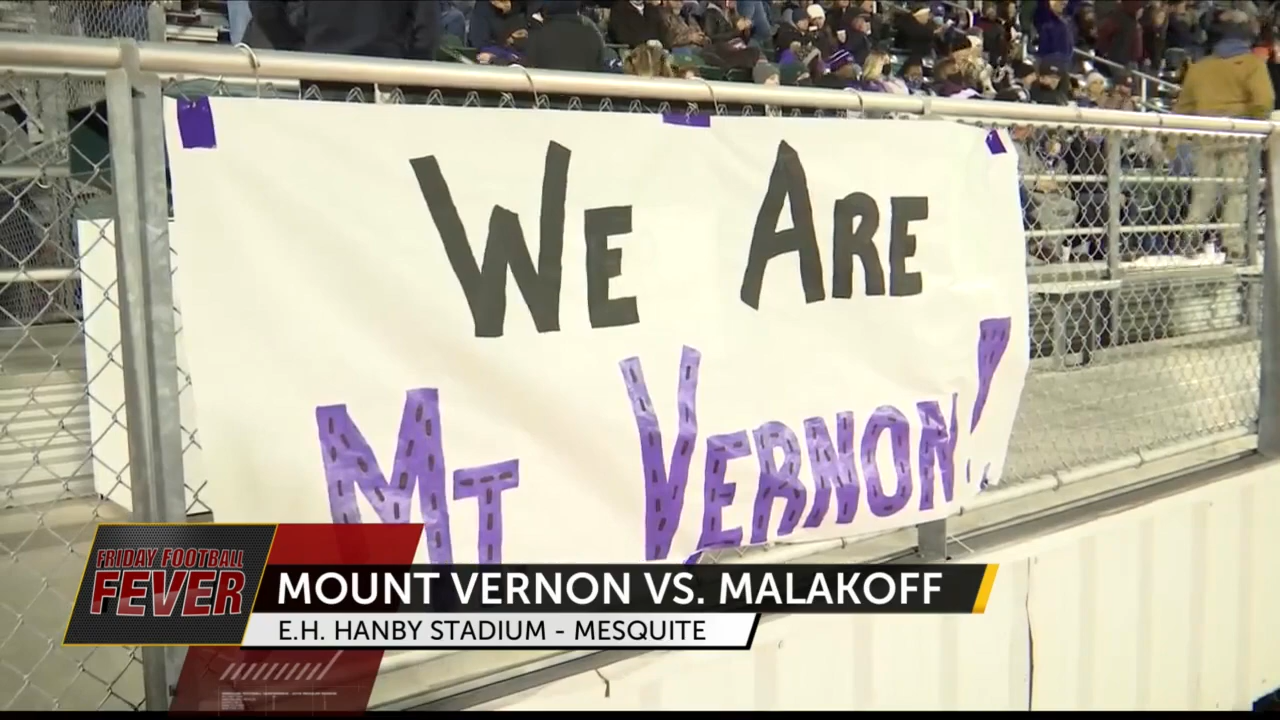 WE ARE
MT VERNON!
FRIDAY FOOTBALL
FEVER
MOUNT VERNON VS. MALAKOFF
E.H. HANBY STADIUM - MESQUITE